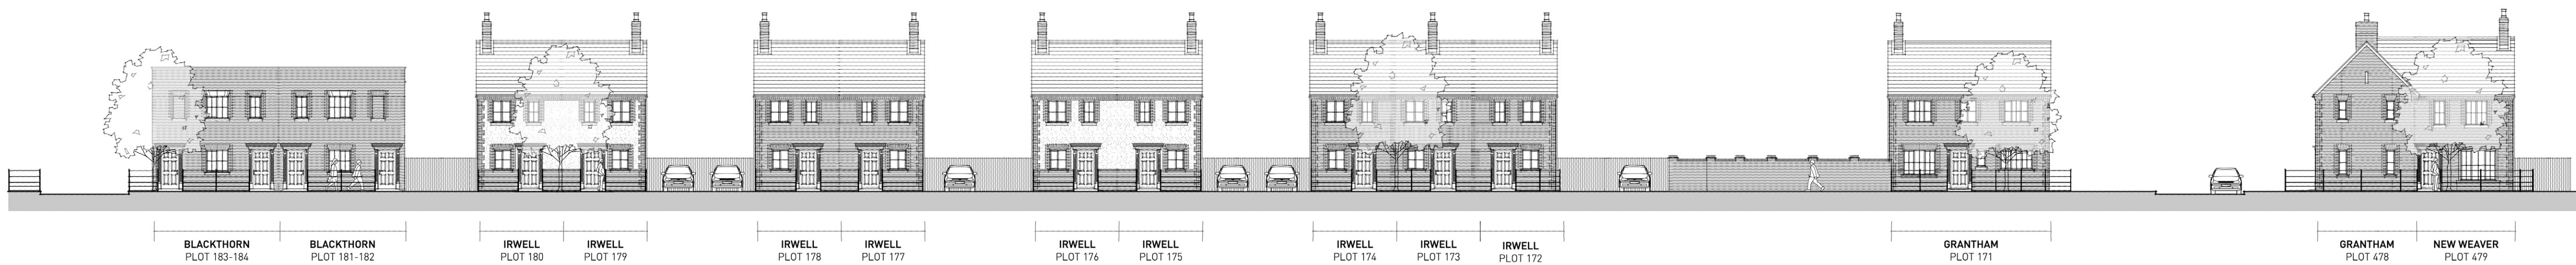 BLACKTHORN
PLOT 183-184
BLACKTHORN
PLOT 181-182
IRWELL
PLOT 180
IRWELL
PLOT 179
IRWELL
PLOT 178
IRWELL
PLOT 177
IRWELL
PLOT 176
IRWELL
PLOT 175
IRWELL
PLOT 174
IRWELL
PLOT 173
IRWELL
PLOT 172
GRANTHAM
PLOT 171
GRANTHAM
PLOT 478
NEW WEAVER
PLOT 479